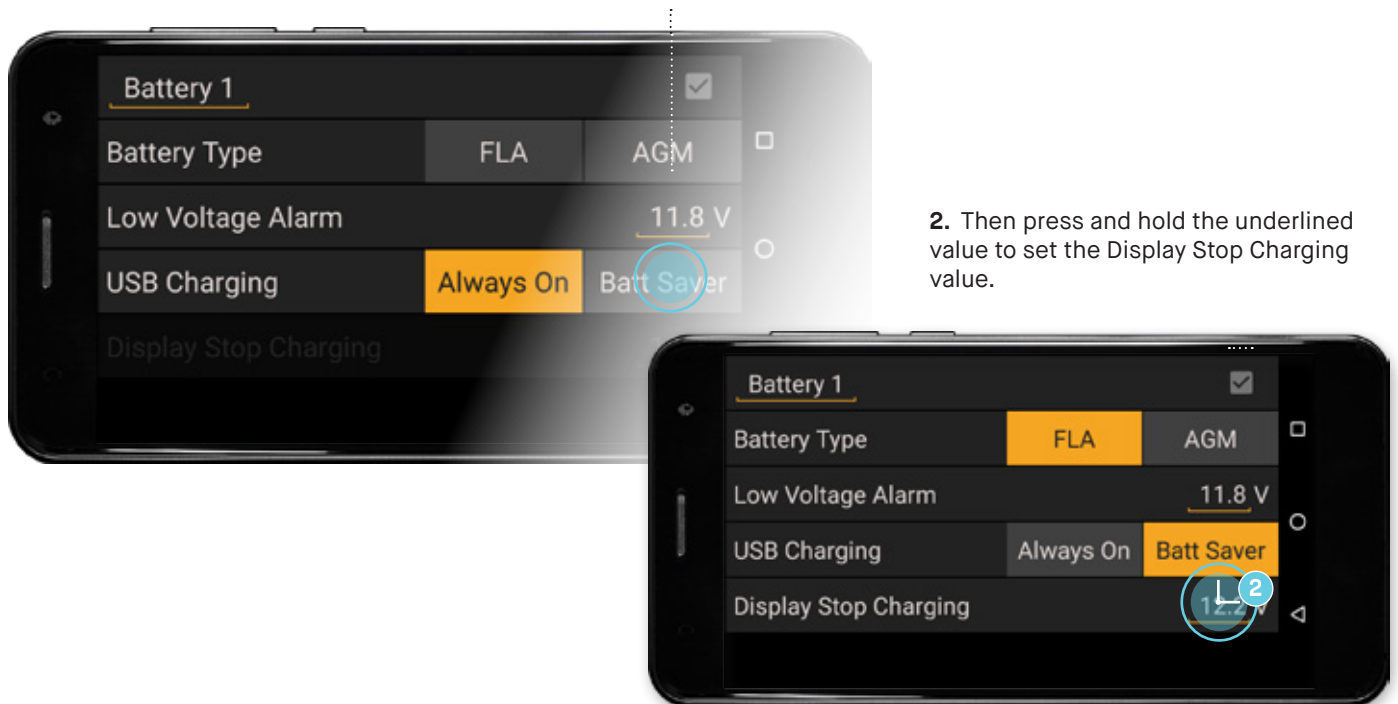 Battery 1
Battery Type FLA AGM
Low Voltage Alarm 11.8 V
USB Charging Always On Batt Saver
Display Stop Charging
2. Then press and hold the underlined
value to set the Display Stop Charging
value.
Battery 1
Battery Type FLA AGM
Low Voltage Alarm 11.8 V
USB Charging Always On Batt Saver
Display Stop Charging 12.2 V
2